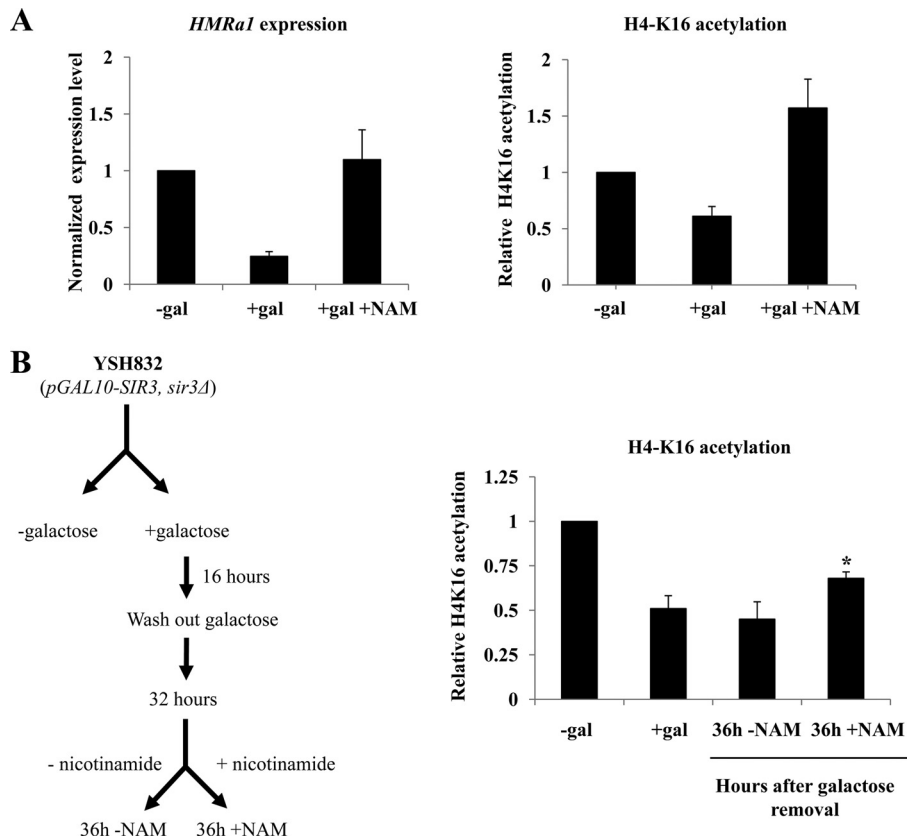 A
HMRa1 expression
Normalized expression level
2
1.5
1
0.5
0
-gal
+gal
+gal +NAM
H4-K16 acetylation
Relative H4K16 acetylation
2
1.5
1
0.5
0
-gal
+gal
+gal +NAM
B
YSH832
(pGAL10-SIR3, sir3Δ)
-galactose
+galactose
16 hours
Wash out galactose
32 hours
- nicotinamide
+ nicotinamide
36h -NAM
36h +NAM
H4-K16 acetylation
Relative H4K16 acetylation
1.25
1
0.75
0.5
0.25
0
*
-gal
+gal
36h -NAM
36h +NAM
Hours after galactose
removal